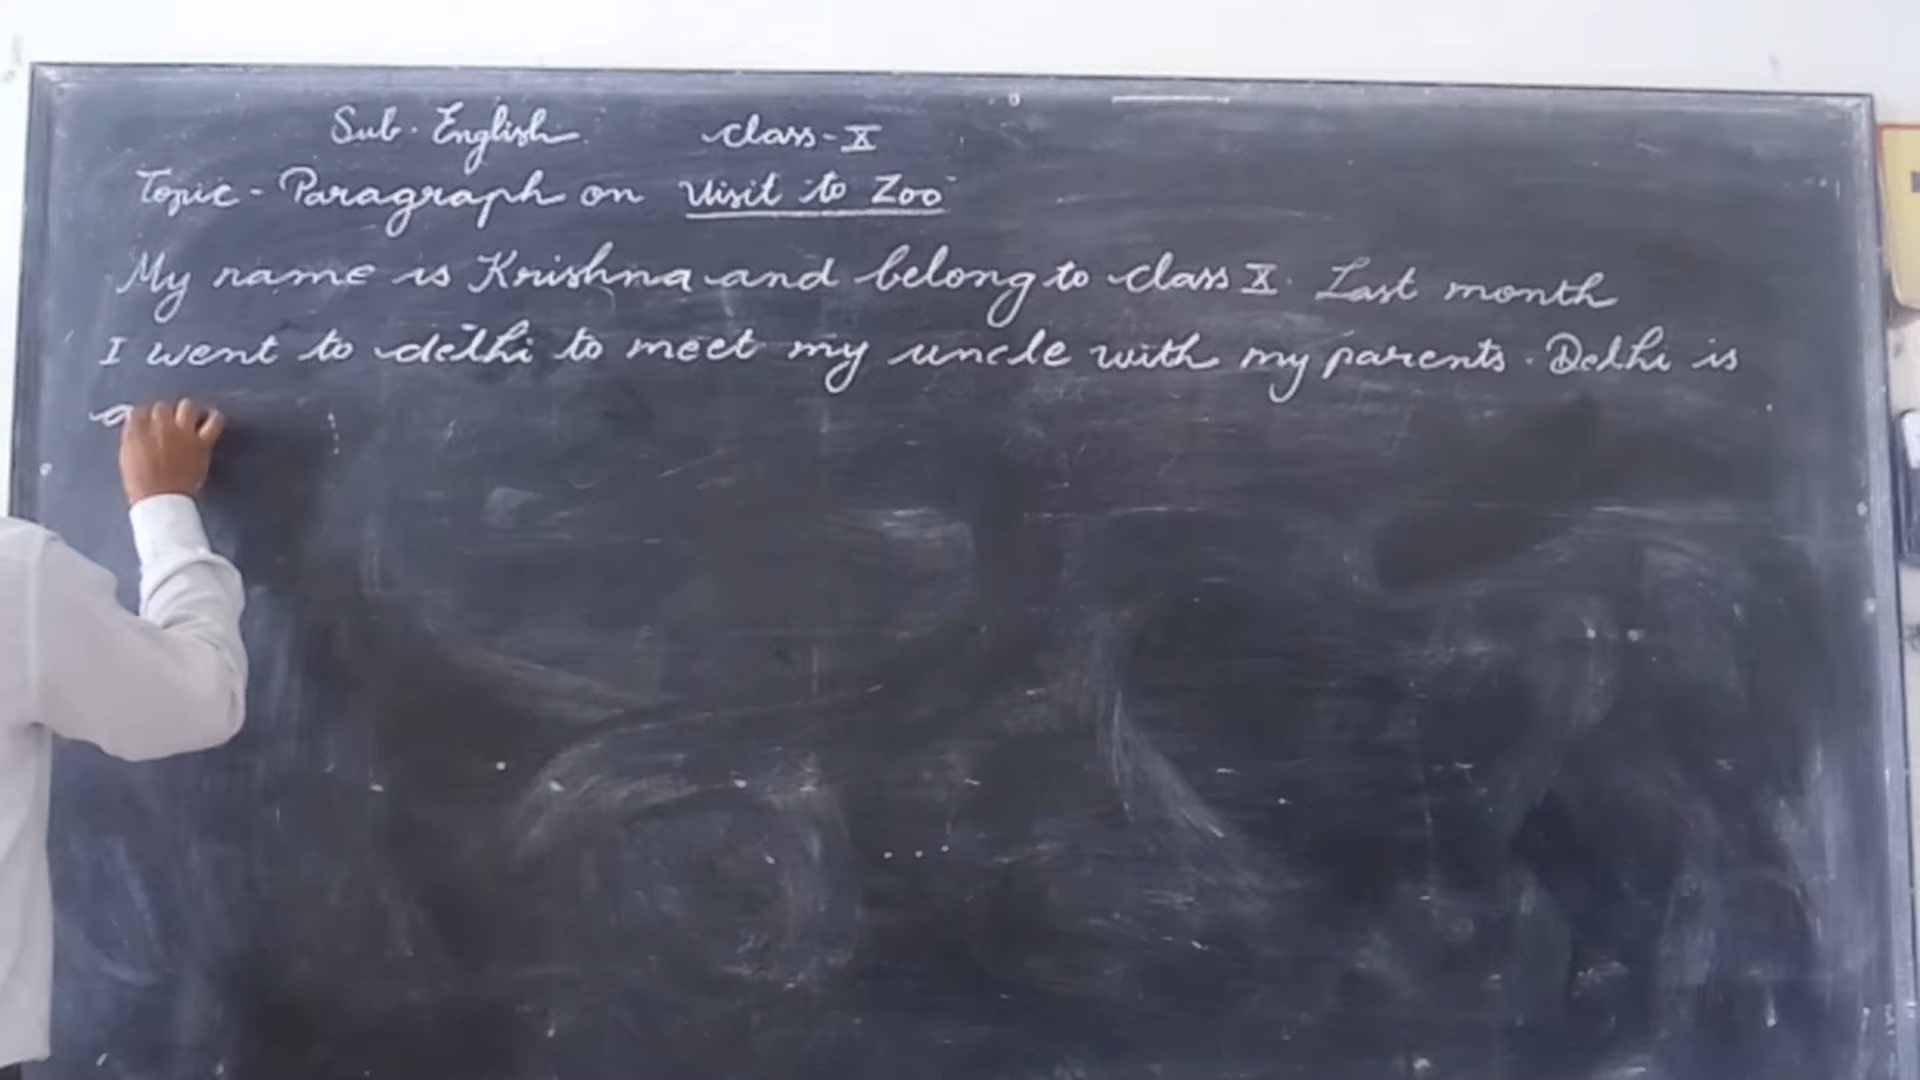 Sub. English class-X
Topic - Paragraph on Visit to Zoo
My name is Krishna and belong to class X. Last month
I went to delhi to meet my uncle with my parents. Delhi is
a